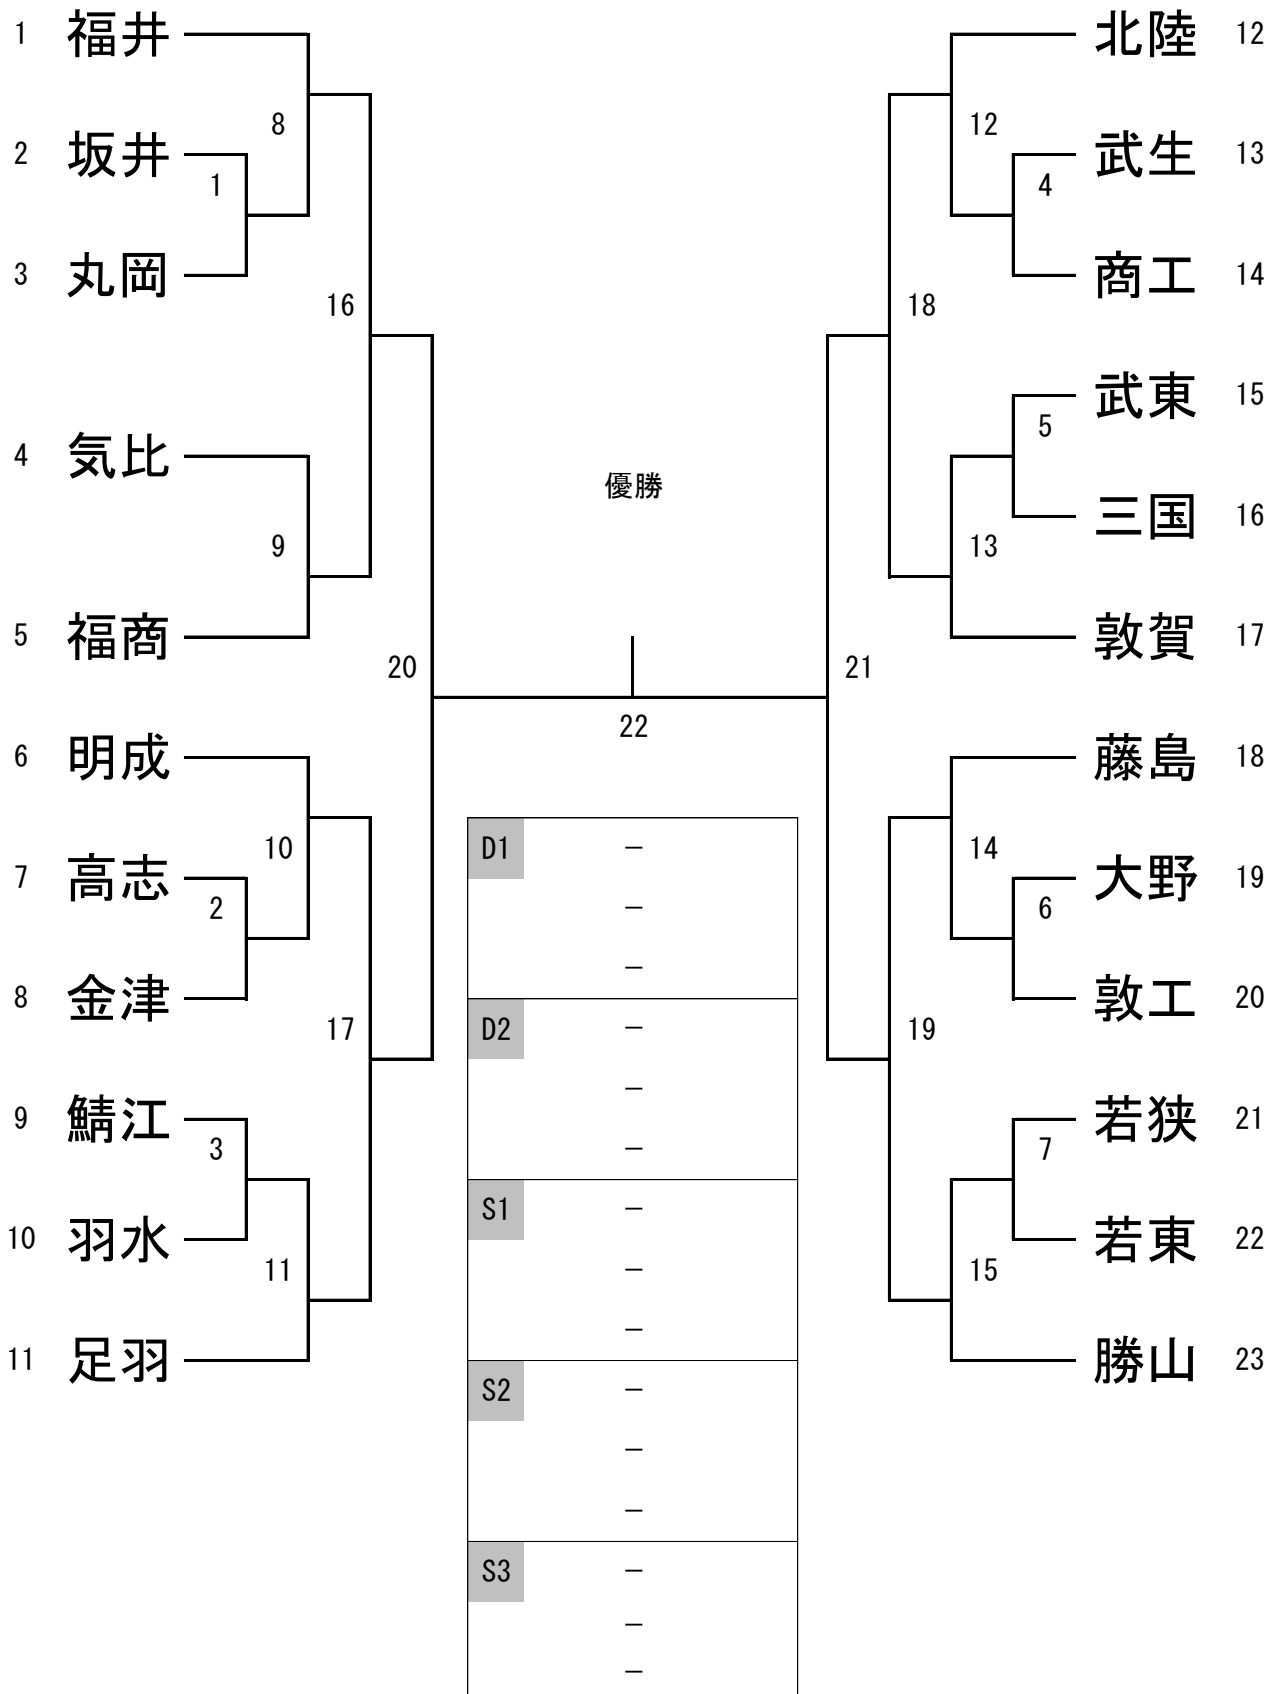 1 福井
8
2 坂井
1
3 丸岡
16
4 気比
9
5 福商
20
6 明成
10
7 高志
2
8 金津
17
9 鯖江
3
10 羽水
11
11 足羽
優勝
22
D1 －
－
－
D2 －
－
－
S1 －
－
－
S2 －
－
－
S3 －
－
－
北陸 12
12
武生 13
4
商工 14
18
武東 15
5
三国 16
13
敦賀 17
21
藤島 18
14
大野 19
6
敦工 20
19
若狭 21
7
若東 22
15
勝山 23